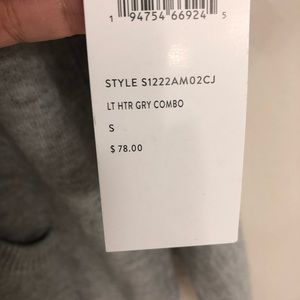 1 94754 66924 5
STYLE S1222AM02CJ
LT HTR GRY COMBO
S
$ 78.00